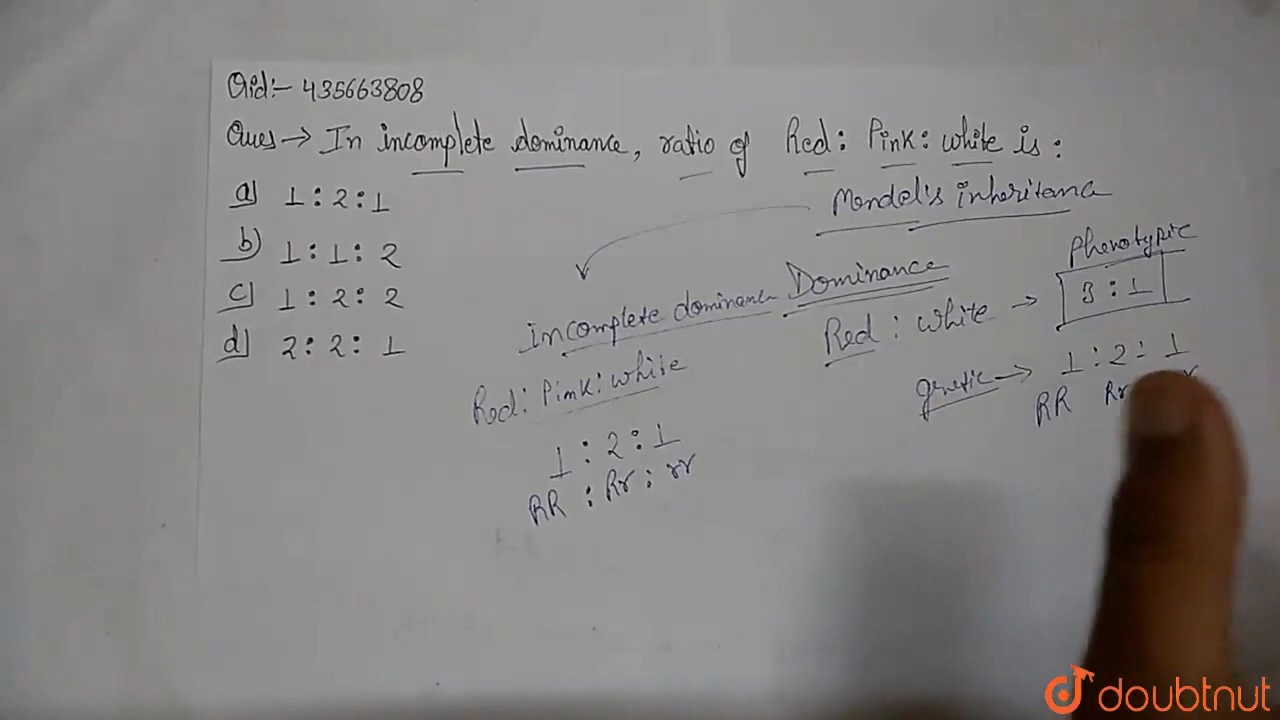 Qid:- 435663808
Ques → In incomplete dominance, ratio of Red: Pink: white is:
a) 1 : 2 : 1
b) 1 : 1 : 2
c) 1 : 2 : 2
d) 2 : 2 : 1
Mendel's inheritance
Incomplete dominance
Red: Pink: white
1 : 2 : 1
RR : Rr : rr
Dominance
Phenotypic
Red : white → 3 : 1
genetic → 1 : 2 : 1
RR Rr
doubtnut